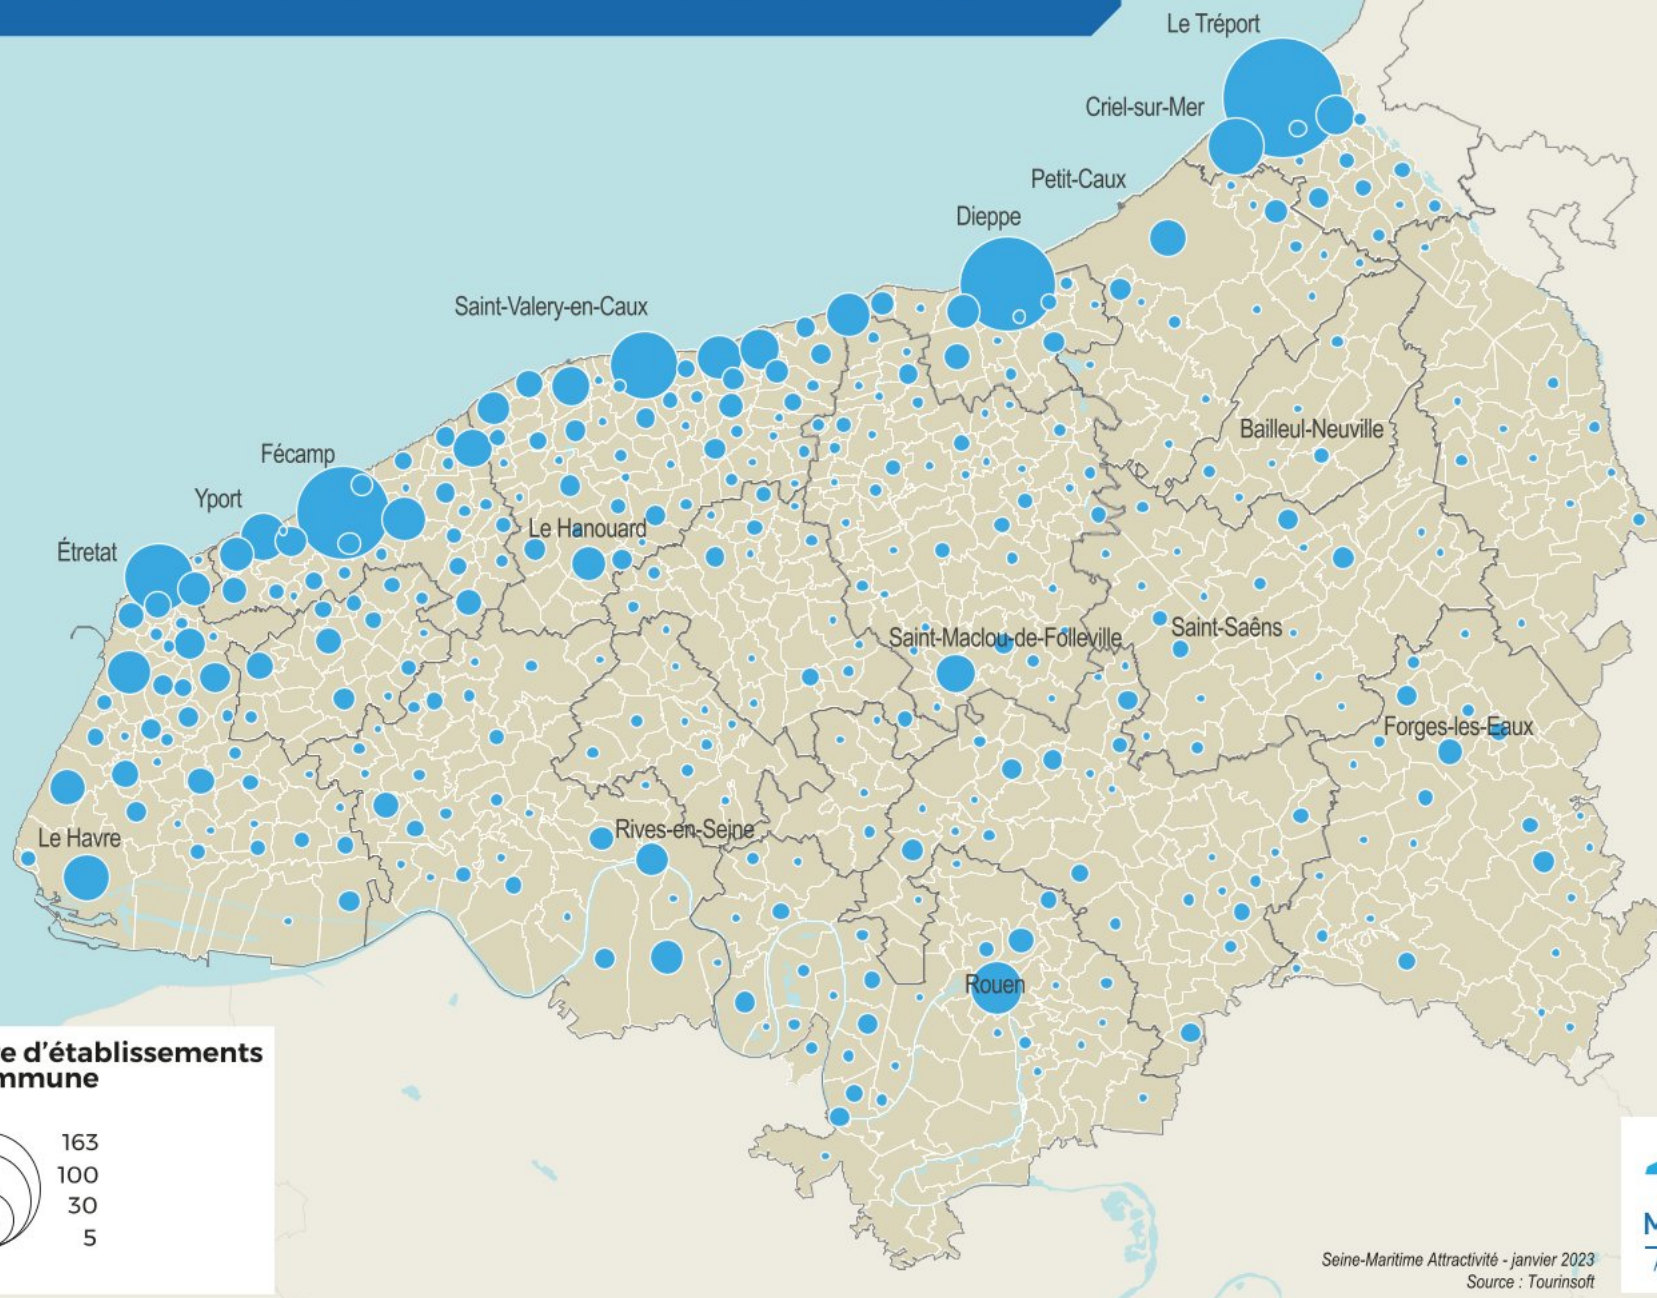 Le Tréport
Criel-sur-Mer
Petit-Caux
Dieppe
Saint-Valery-en-Caux
Bailleul-Neuville
Fécamp
Yport
Le Hanouard
Étretat
Saint-Maclou-de-Folleville
Saint-Saêns
Forges-les-Eaux
Rives-en-Seine
Le Havre
Rouen
e d'établissements
mmune
163
100
30
5
Seine-Maritime Attractivité - janvier 2023
Source : Tourinsoft